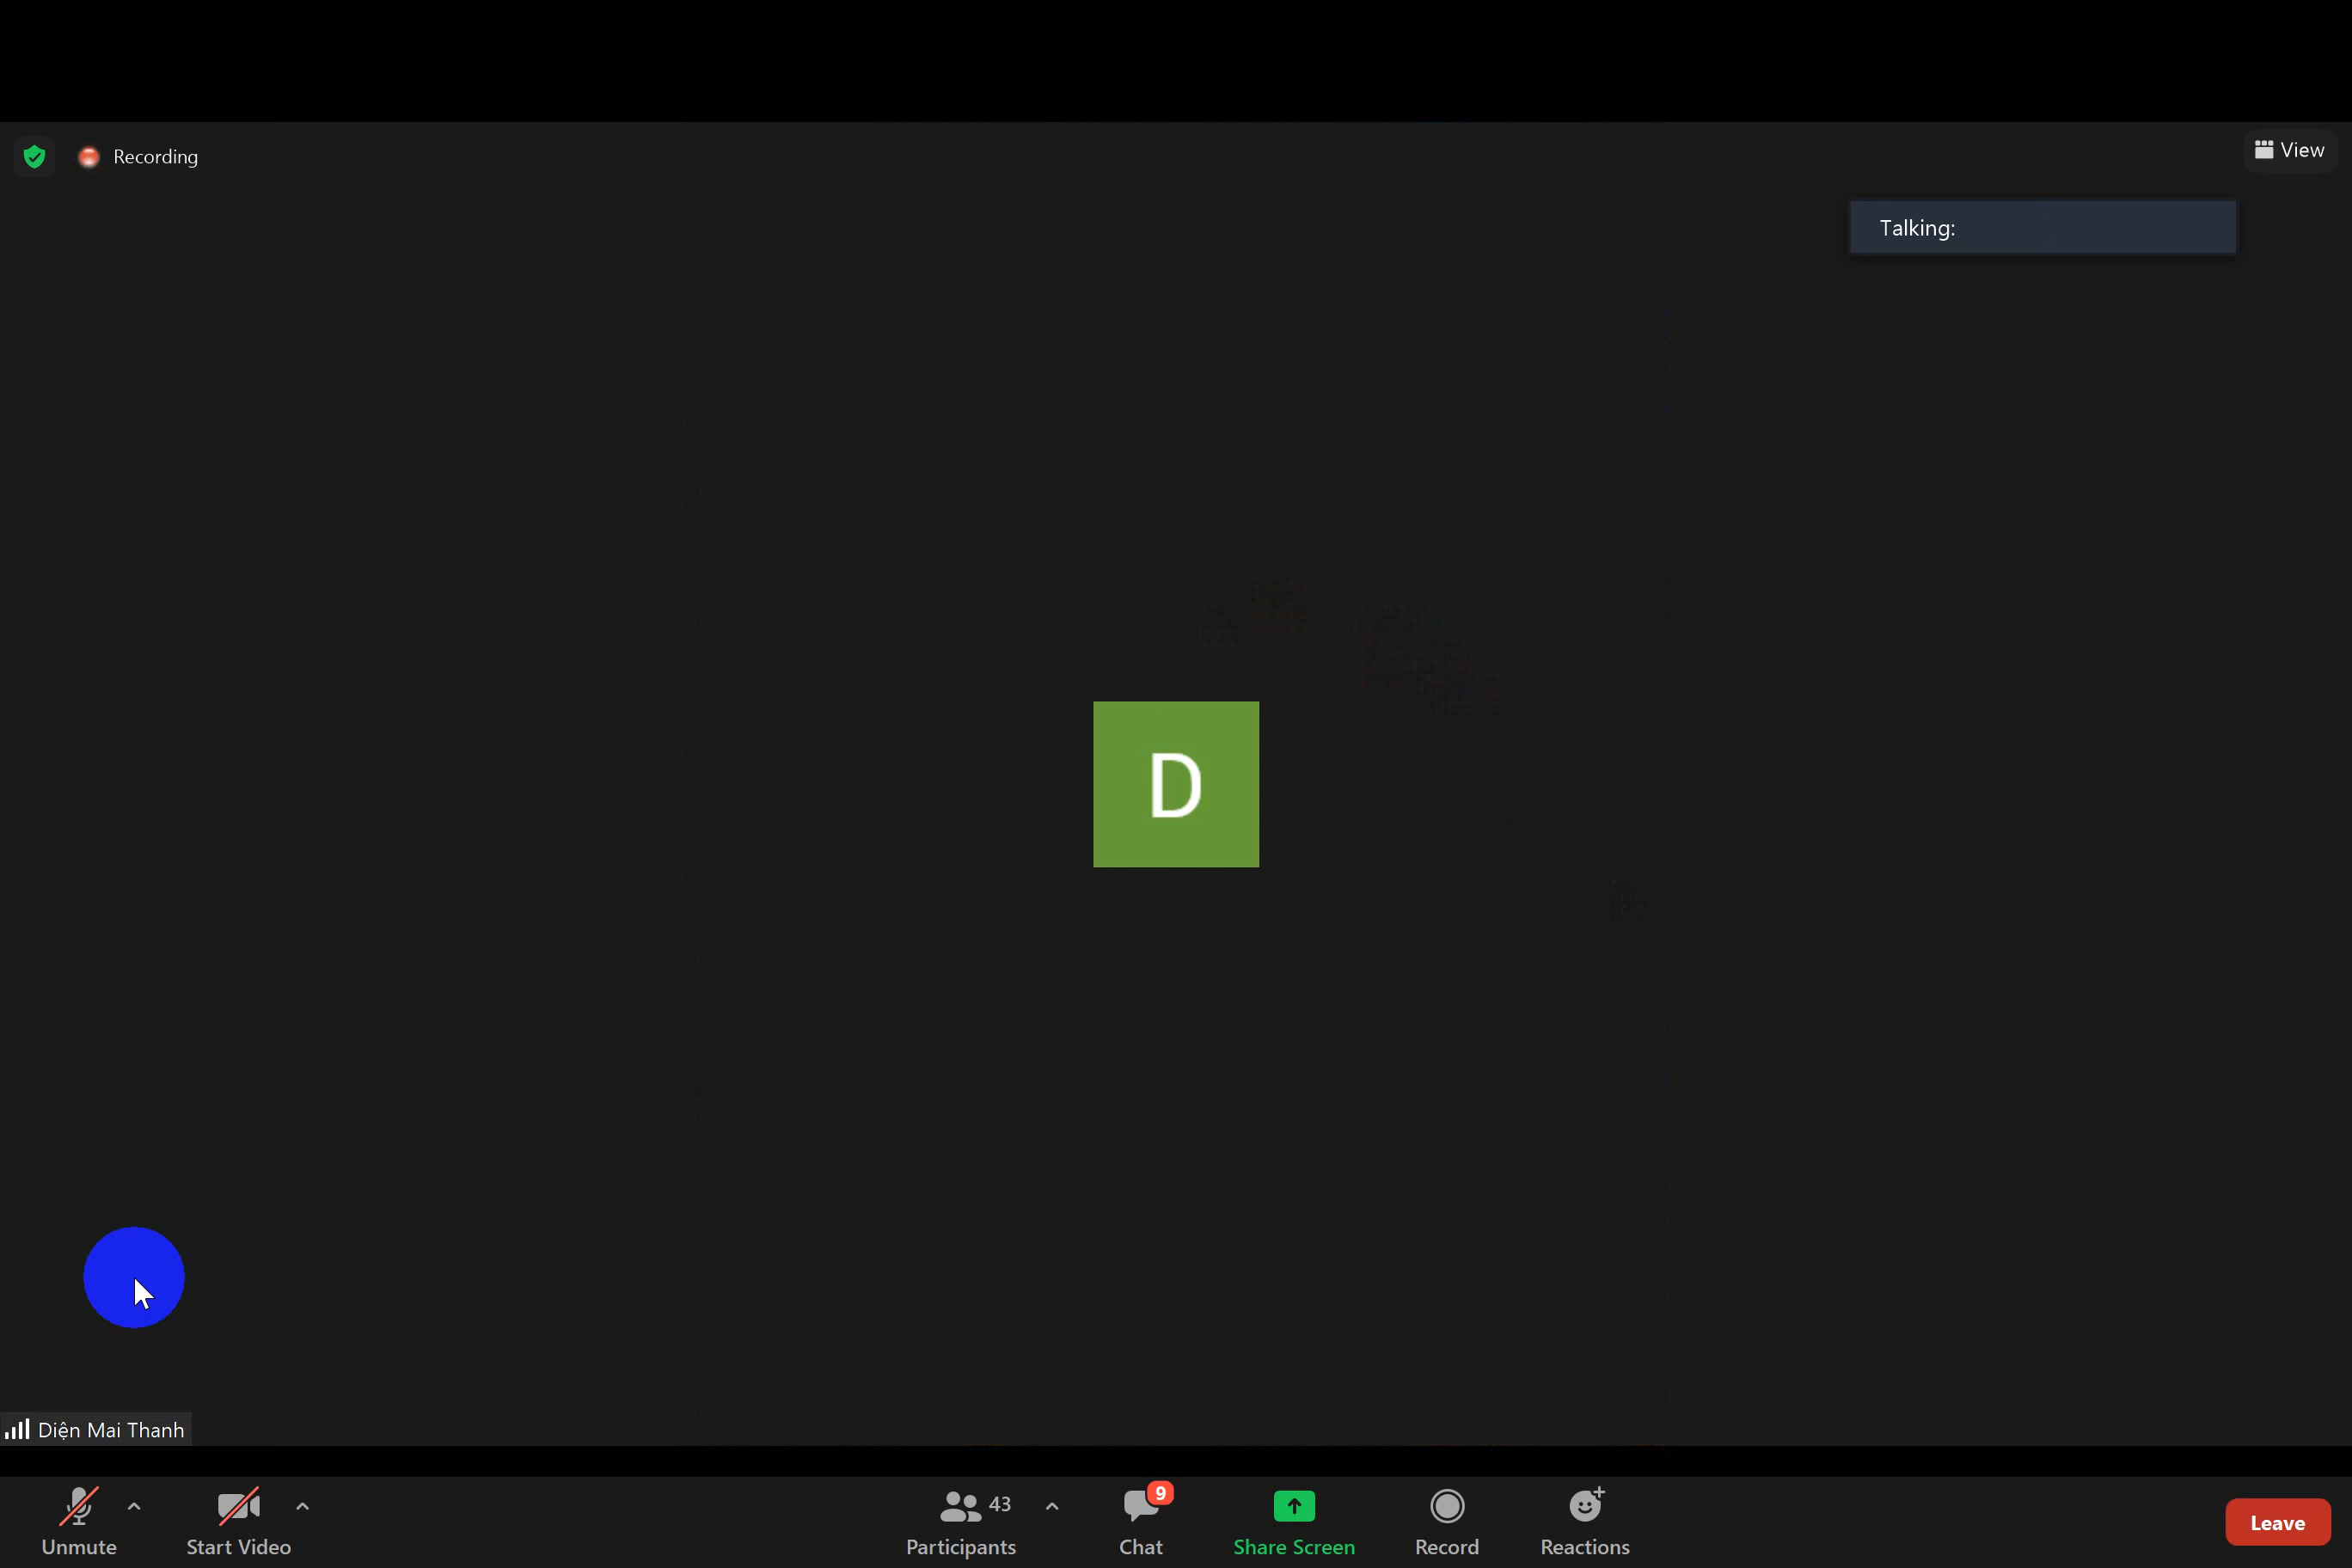 Recording
View
Talking:
D
Diện Mai Thanh
Unmute
Start Video
43
Participants
9
Chat
Share Screen
Record
Reactions
Leave